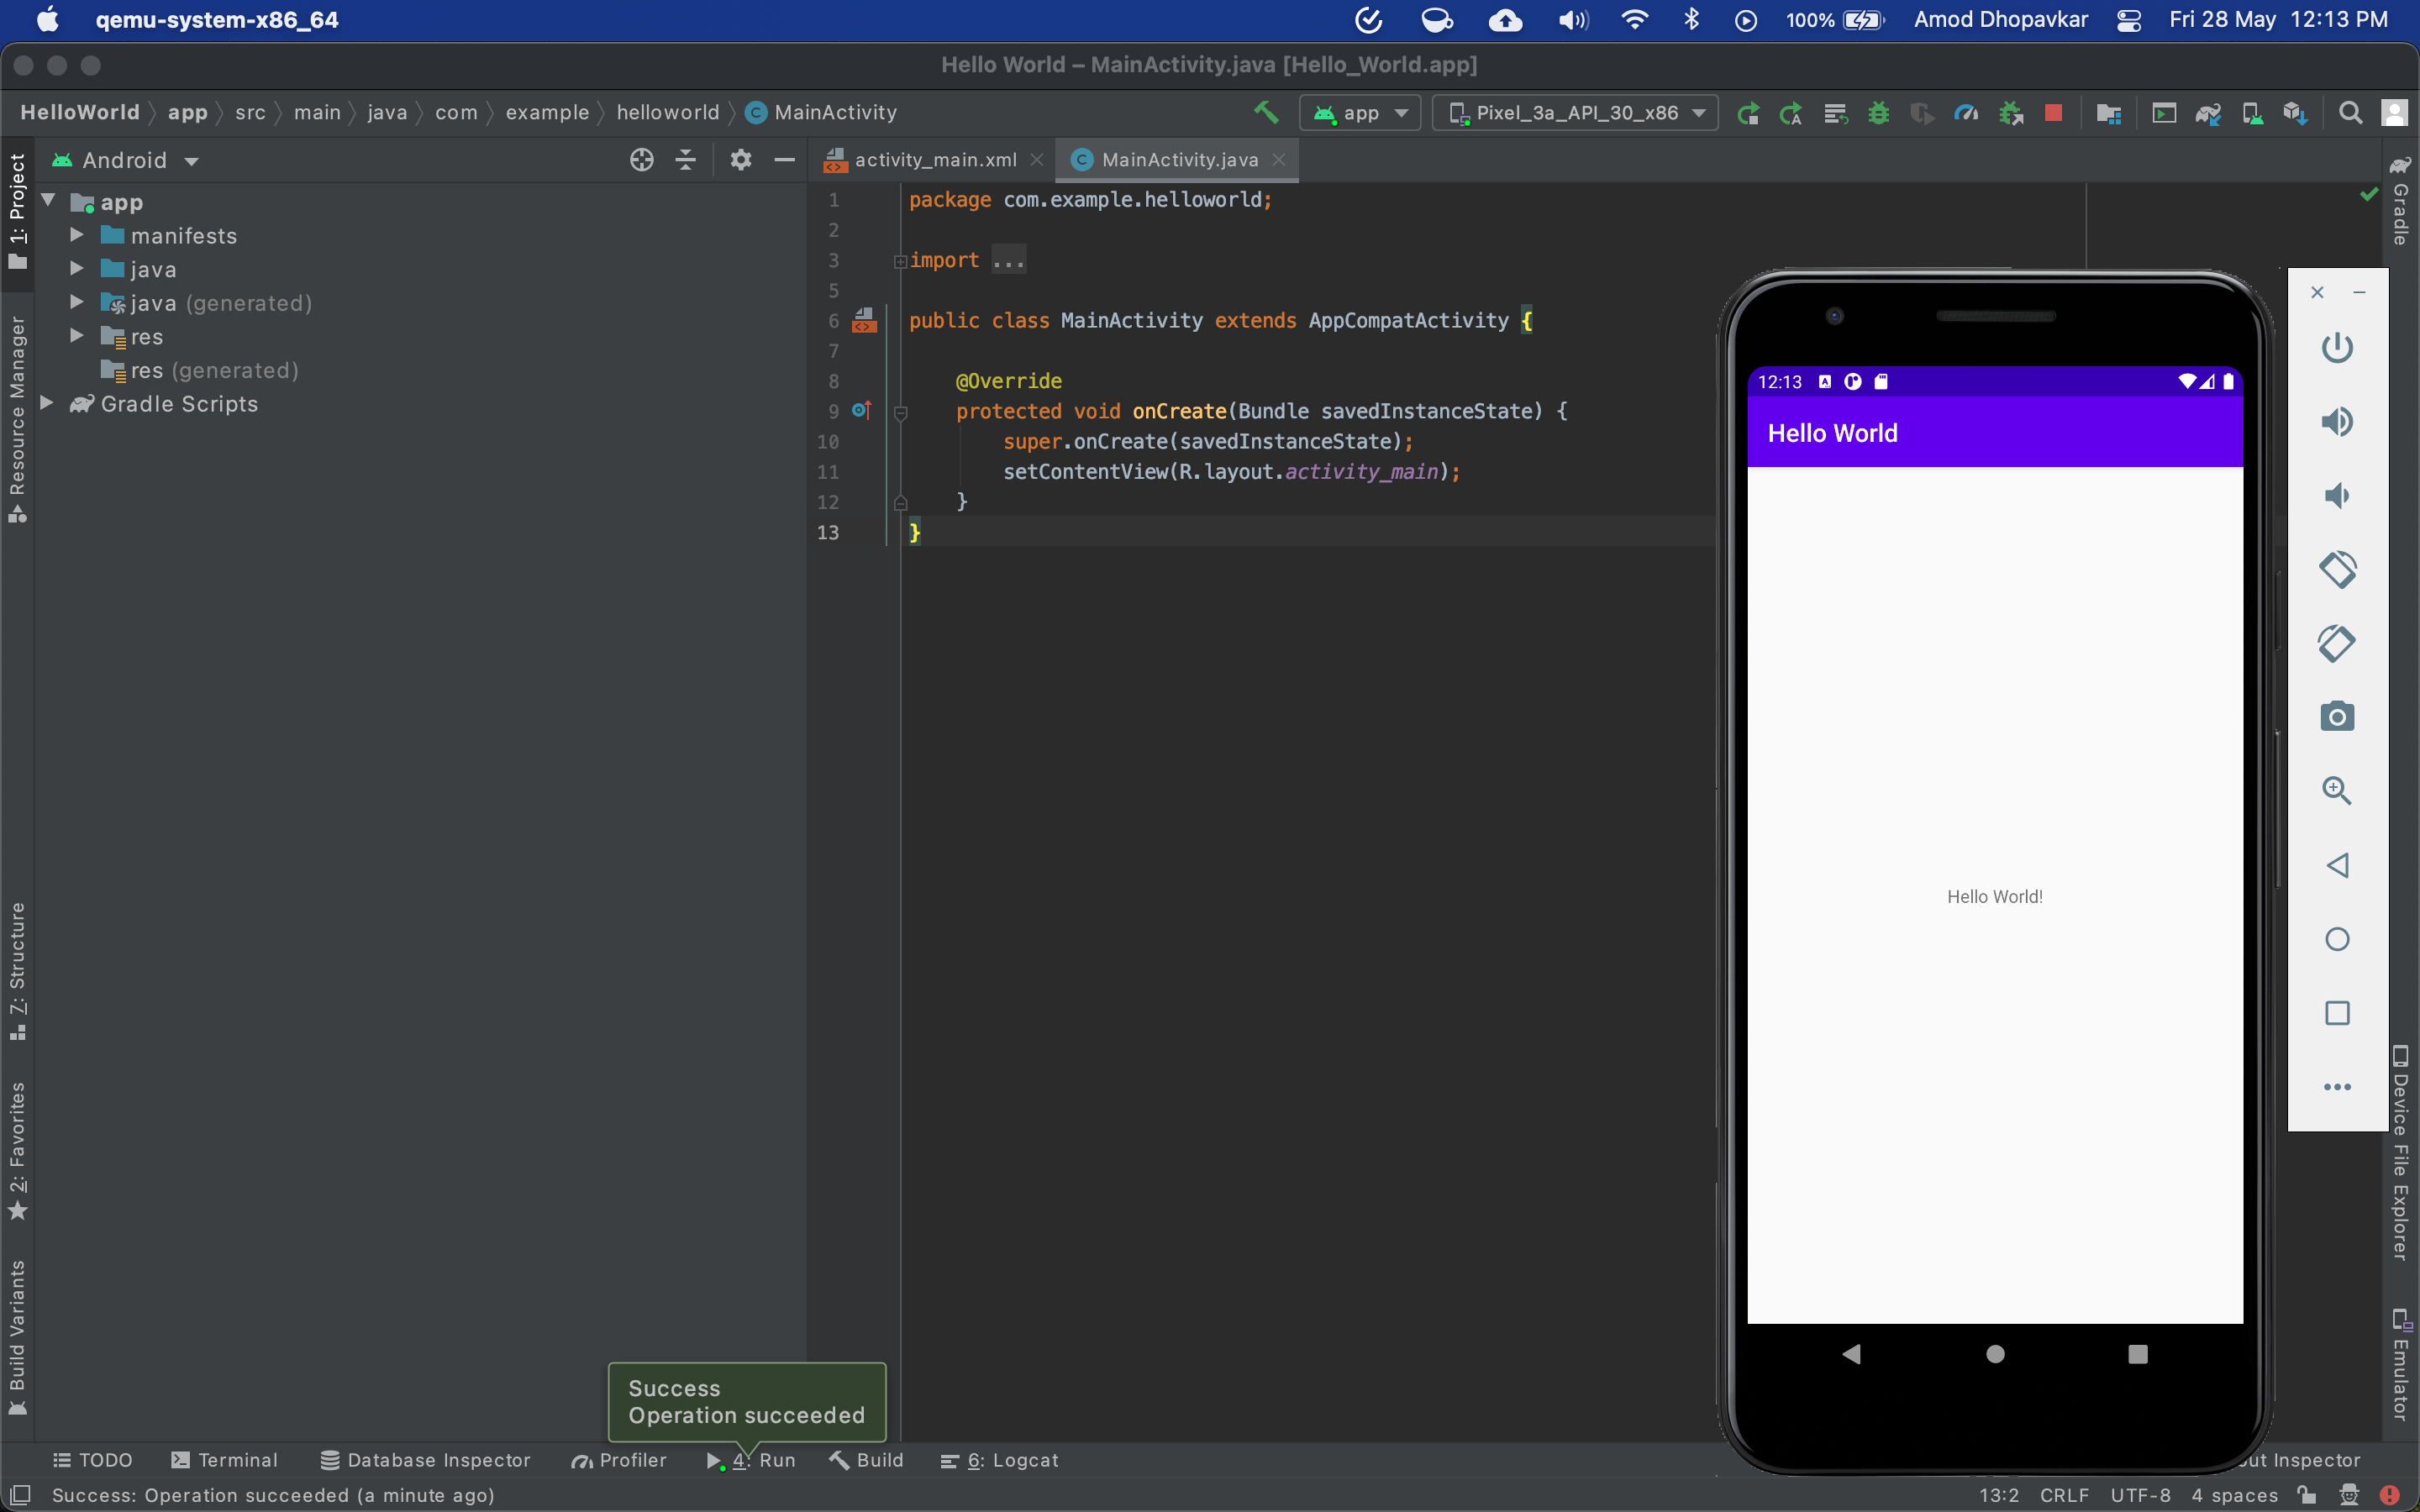 qemu-system-x86_64
100%
Amod Dhopavkar
Fri 28 May 12:13 PM
Hello World – MainActivity.java [Hello_World.app]
HelloWorld app src main java com example helloworld MainActivity
app
Pixel_3a_API_30_x86
1: Project
Resource Manager
7: Structure
2: Favorites
Build Variants
Android
app
manifests
java
java (generated)
res
res (generated)
Gradle Scripts
activity_main.xml
MainActivity.java
1 package com.example.helloworld;
2
3 import ...
5
6 public class MainActivity extends AppCompatActivity {
7
8 @Override
9 protected void onCreate(Bundle savedInstanceState) {
10 super.onCreate(savedInstanceState);
11 setContentView(R.layout.activity_main);
12 }
13 }
12:13
Hello World
Hello World!
Gradle
Device File Explorer
Emulator
Success
Operation succeeded
TODO
Terminal
Database Inspector
Profiler
4: Run
Build
6: Logcat
out Inspector
Success: Operation succeeded (a minute ago)
13:2 CRLF UTF-8 4 spaces